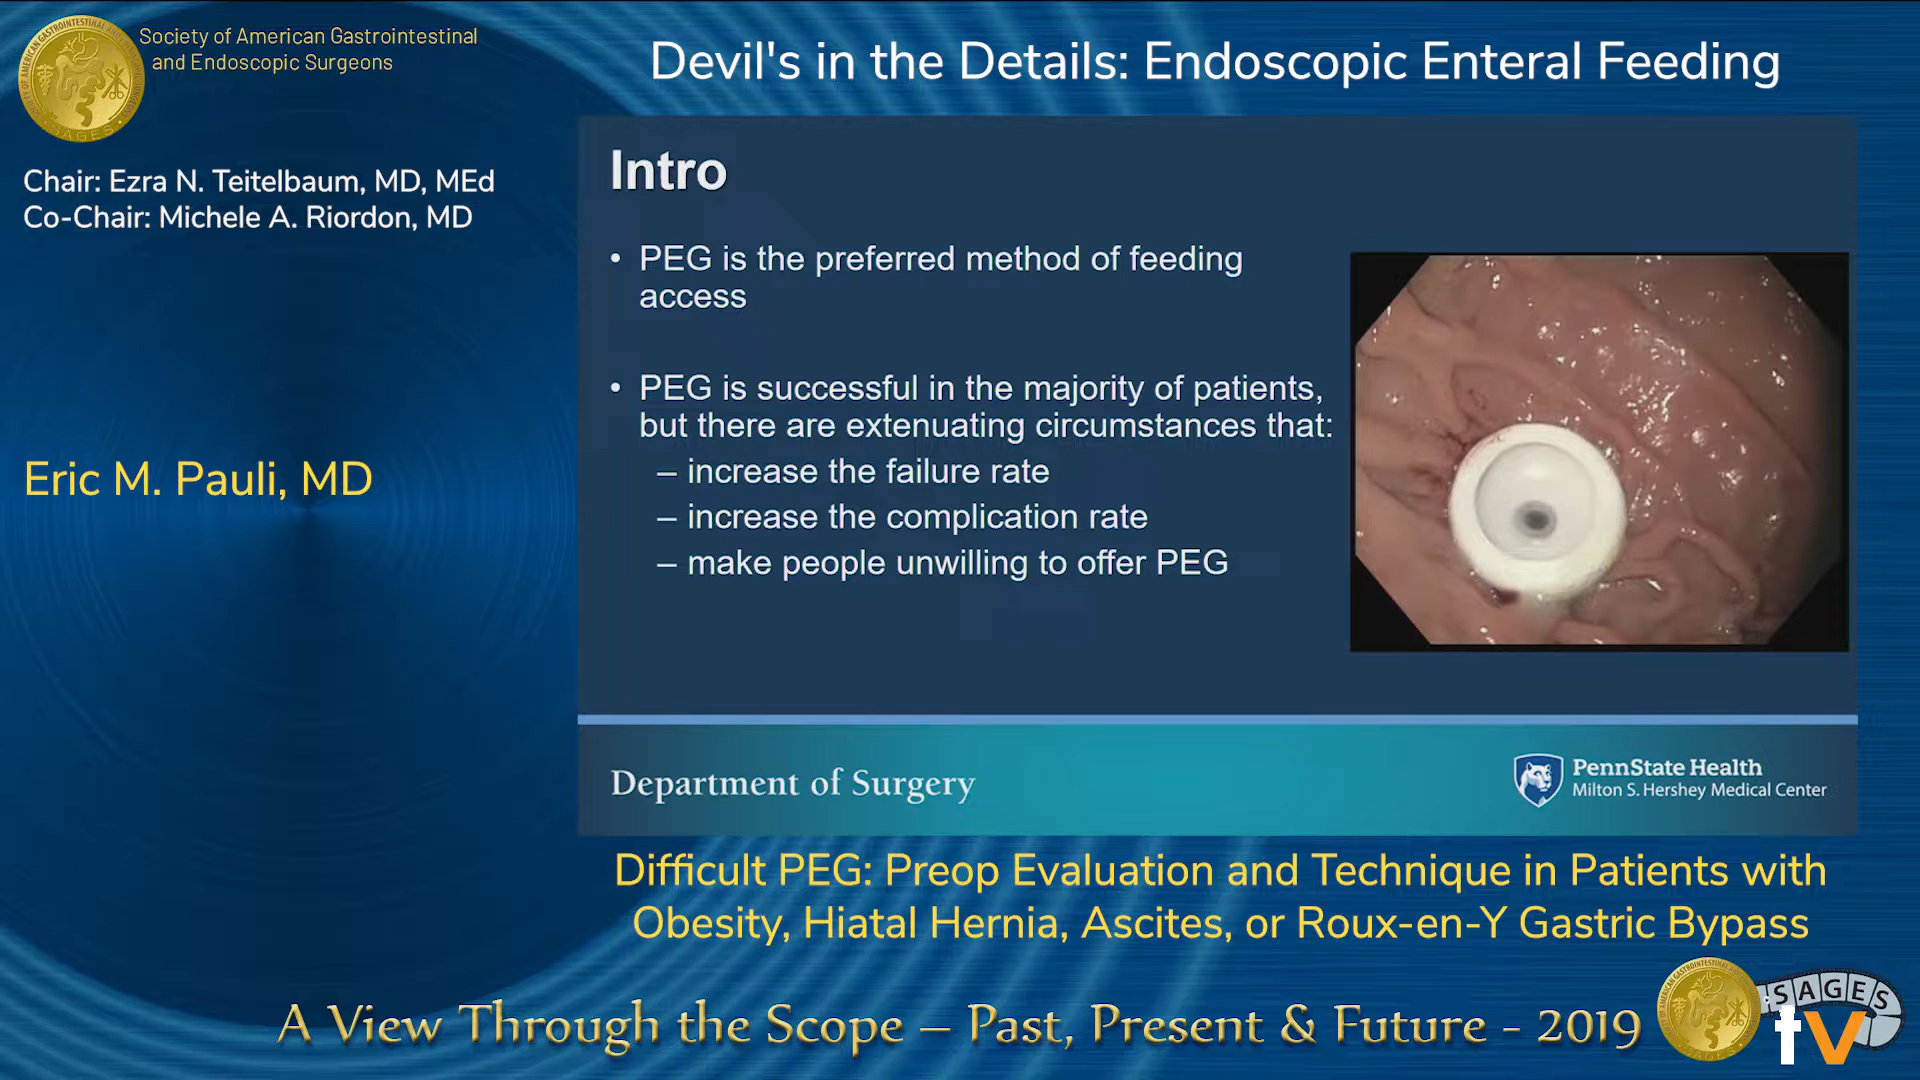 Society of American Gastrointestinal
and Endoscopic Surgeons
Devil's in the Details: Endoscopic Enteral Feeding
Chair: Ezra N. Teitelbaum, MD, MEd
Co-Chair: Michele A. Riordon, MD
Eric M. Pauli, MD
Intro
• PEG is the preferred method of feeding
access
• PEG is successful in the majority of patients,
but there are extenuating circumstances that:
– increase the failure rate
– increase the complication rate
– make people unwilling to offer PEG
Department of Surgery
PennState Health
Milton S. Hershey Medical Center
Difficult PEG: Preop Evaluation and Technique in Patients with
Obesity, Hiatal Hernia, Ascites, or Roux-en-Y Gastric Bypass
A View Through the Scope – Past, Present & Future - 2019
SAGES
tv